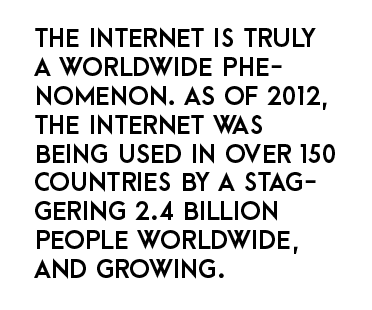 THE INTERNET IS TRULY
A WORLDWIDE PHE-
NOMENON. AS OF 2012,
THE INTERNET WAS
BEING USED IN OVER 150
COUNTRIES BY A STAG-
GERING 2.4 BILLION
PEOPLE WORLDWIDE,
AND GROWING.